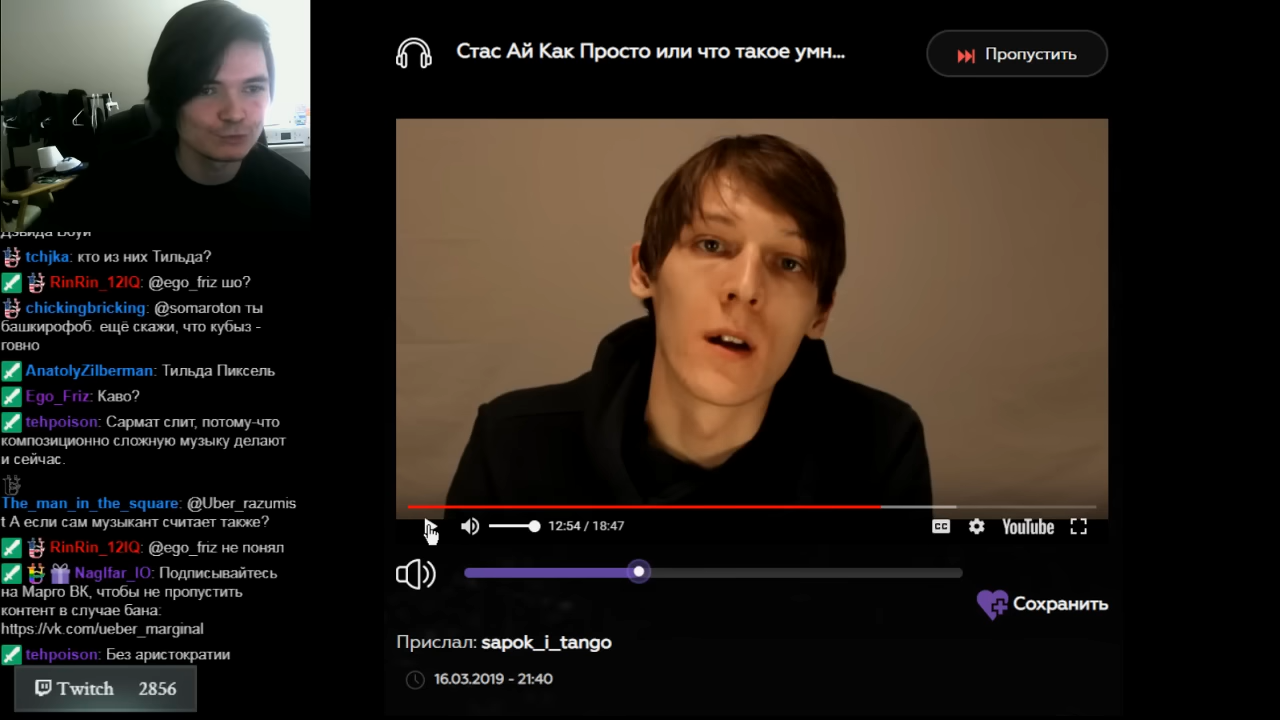 Стас Ай Как Просто или что такое умн...
Пропустить
Дэвида Боуи
tchjka: кто из них Тильда?
RinRin_12IQ: @ego_friz шо?
chickingbricking: @somaroton ты
башкирофоб. ещё скажи, что кубыз -
говно
AnatolyZilberman: Тильда Пиксель
Ego_Friz: Каво?
tehpoison: Сармат слит, потому-что
композиционно сложную музыку делают
и сейчас.
The_man_in_the_square: @Uber_razumis
t А если сам музыкант считает также?
RinRin_12IQ: @ego_friz не понял
Naglfar_IO: Подписывайтесь
на Марго ВК, чтобы не пропустить
контент в случае бана:
https://vk.com/ueber_marginal
tehpoison: Без аристократии
Twitch 2856
12:54 / 18:47
CC
YouTube
Сохранить
Прислал: sapok_i_tango
16.03.2019 - 21:40